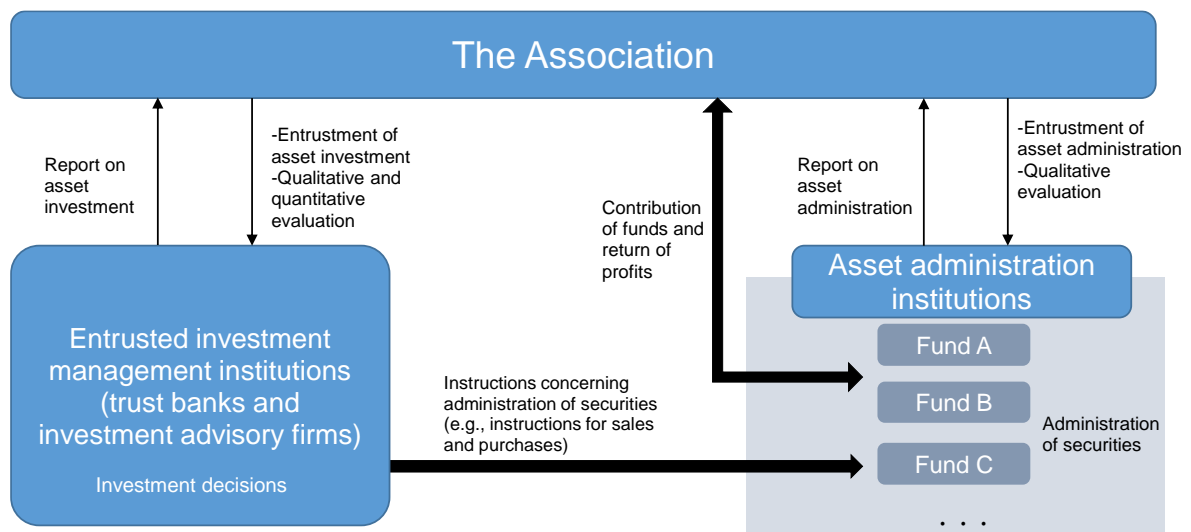 The Association
Report on
asset
investment
-Entrustment of
asset investment
-Qualitative and
quantitative
evaluation
Contribution
of funds and
return of
profits
Report on
asset
administration
-Entrustment of
asset administration
-Qualitative
evaluation
Entrusted investment
management institutions
(trust banks and
investment advisory firms)
Investment decisions
Instructions concerning
administration of securities
(e.g., instructions for sales
and purchases)
Asset administration
institutions
Fund A
Fund B
Fund C
Administration
of securities
. . .